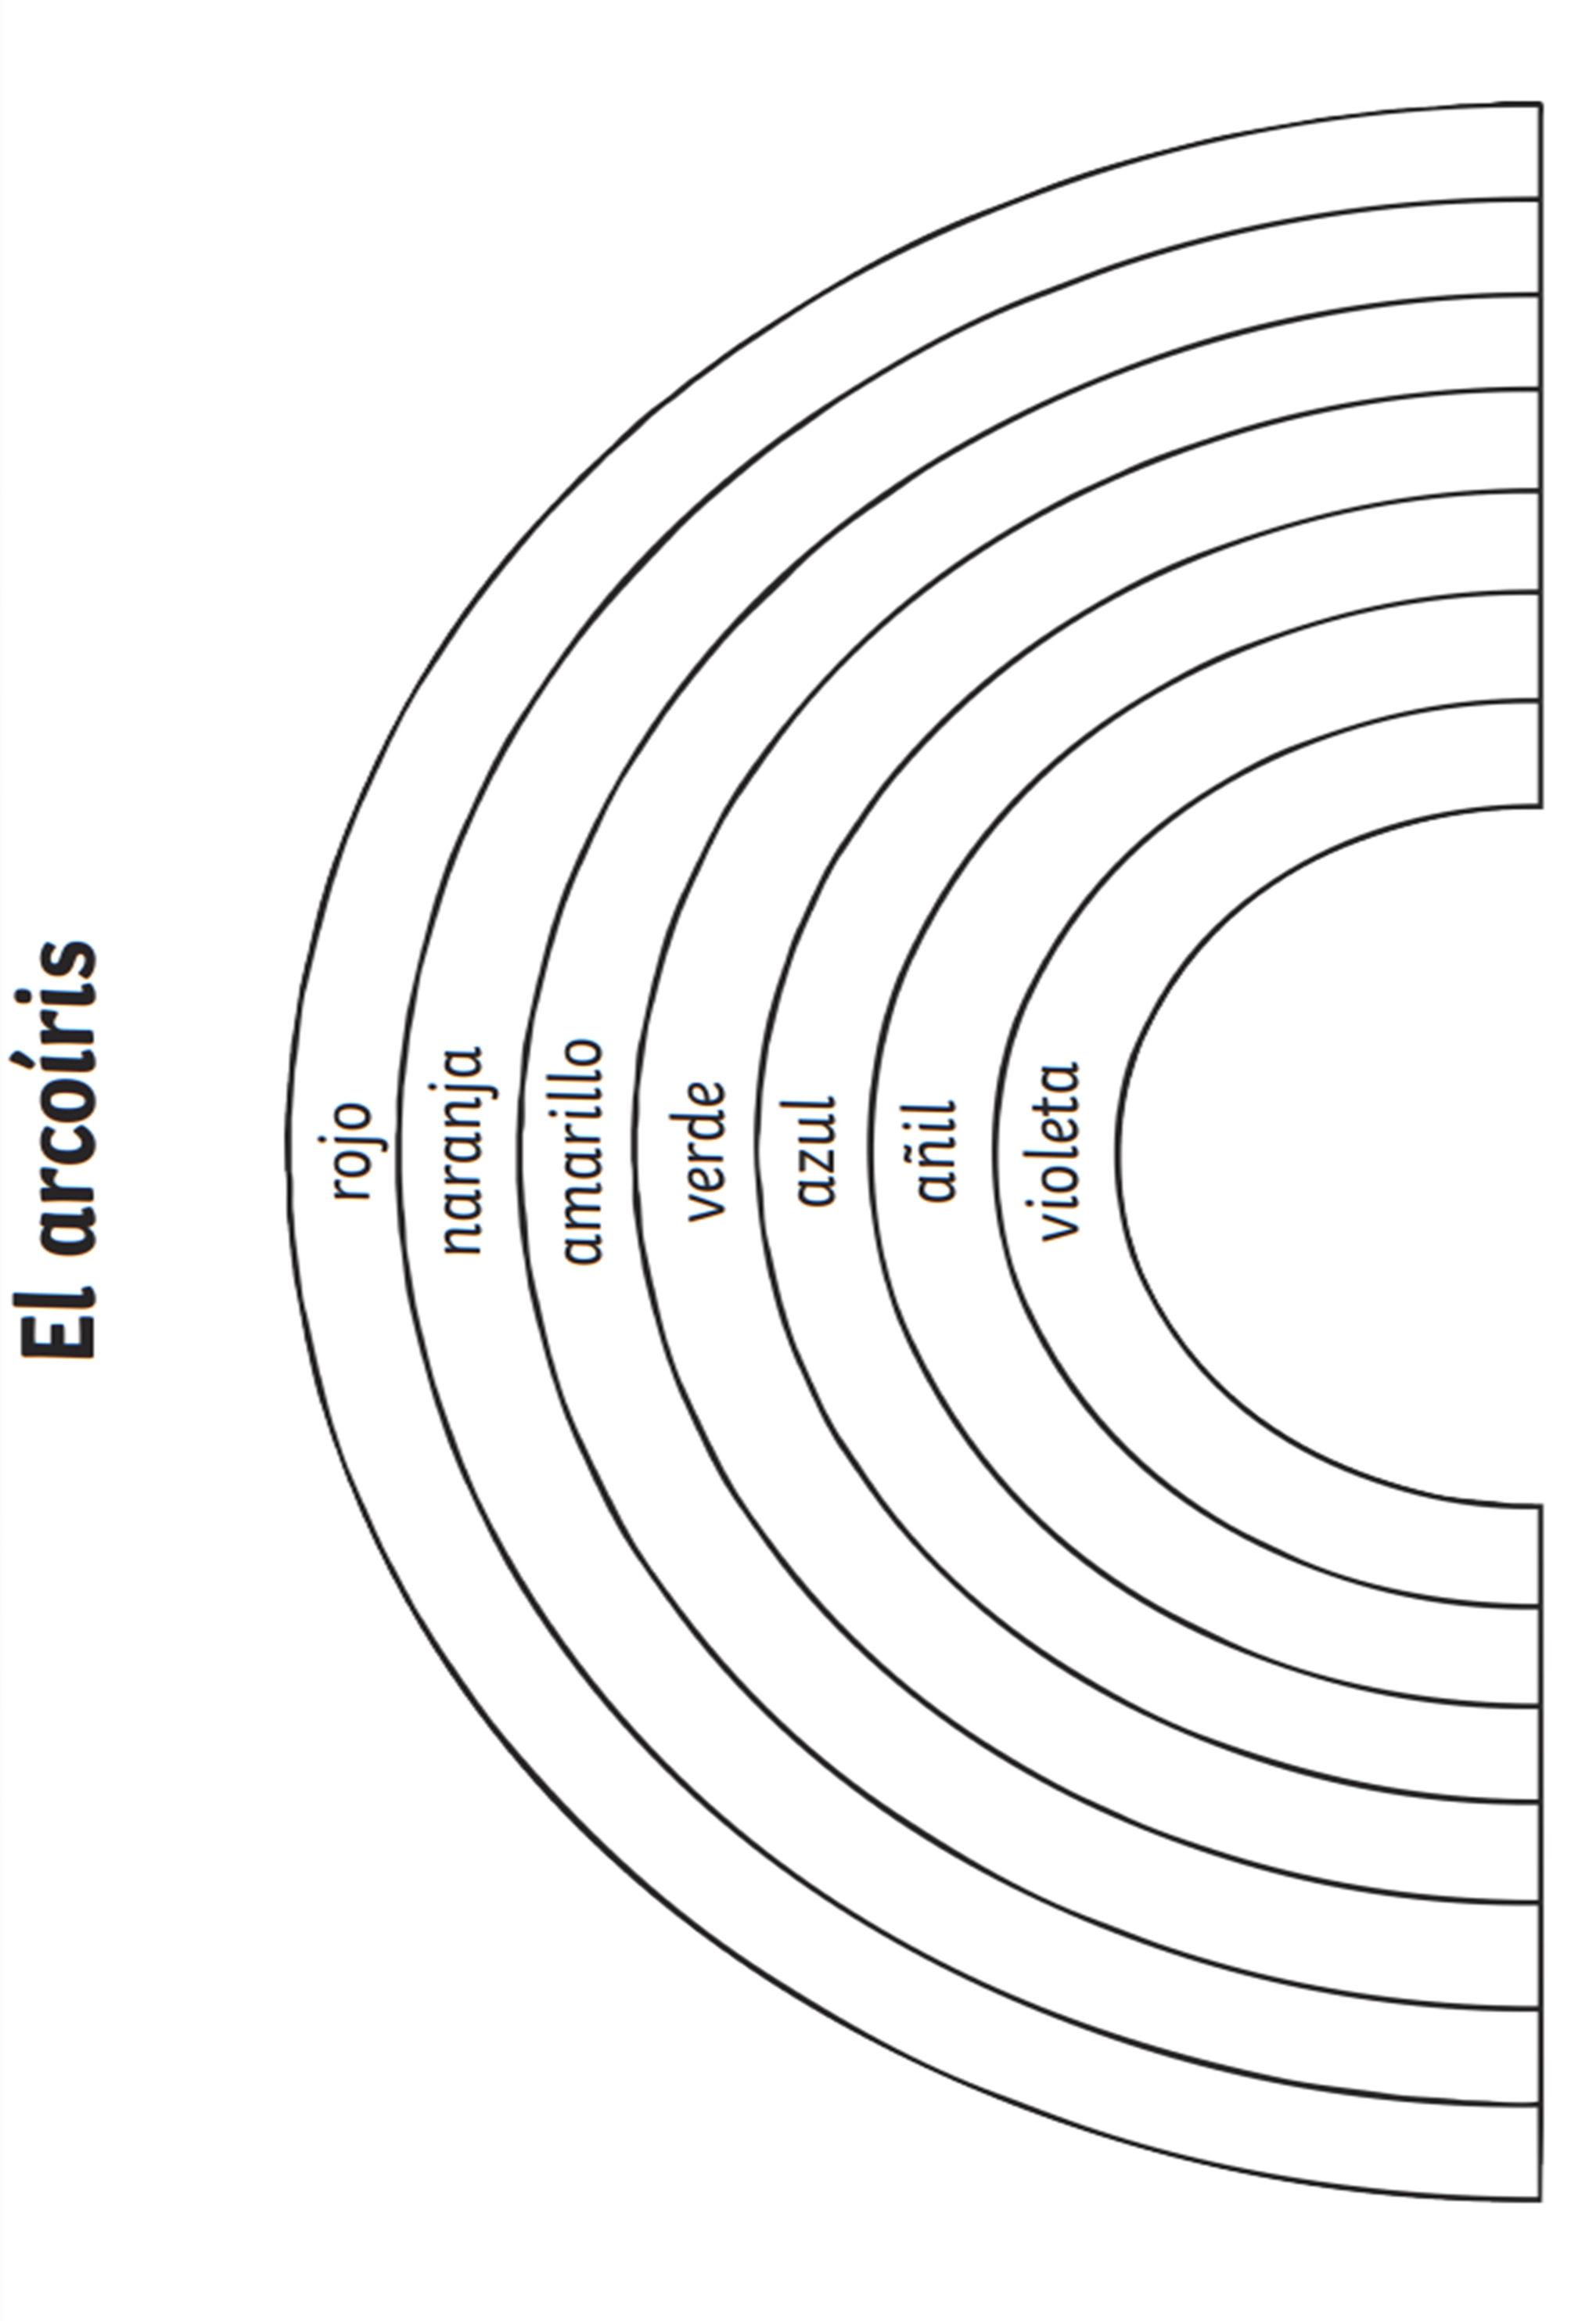 El arcoíris
rojo
naranja
amarillo
verde
azul
añil
violeta